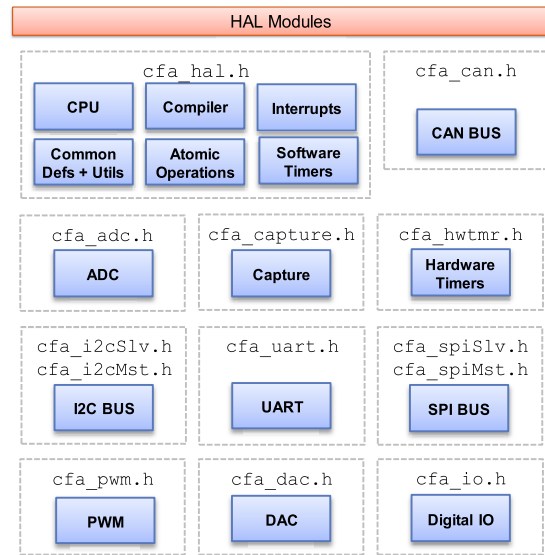 HAL Modules
cfa_hal.h
CPU
Compiler
Interrupts
Common
Defs + Utils
Atomic
Operations
Software
Timers
cfa_can.h
CAN BUS
cfa_adc.h
ADC
cfa_capture.h
Capture
cfa_hwtmr.h
Hardware
Timers
cfa_i2cSlv.h
cfa_i2cMst.h
I2C BUS
cfa_uart.h
UART
cfa_spiSlv.h
cfa_spiMst.h
SPI BUS
cfa_pwm.h
PWM
cfa_dac.h
DAC
cfa_io.h
Digital IO